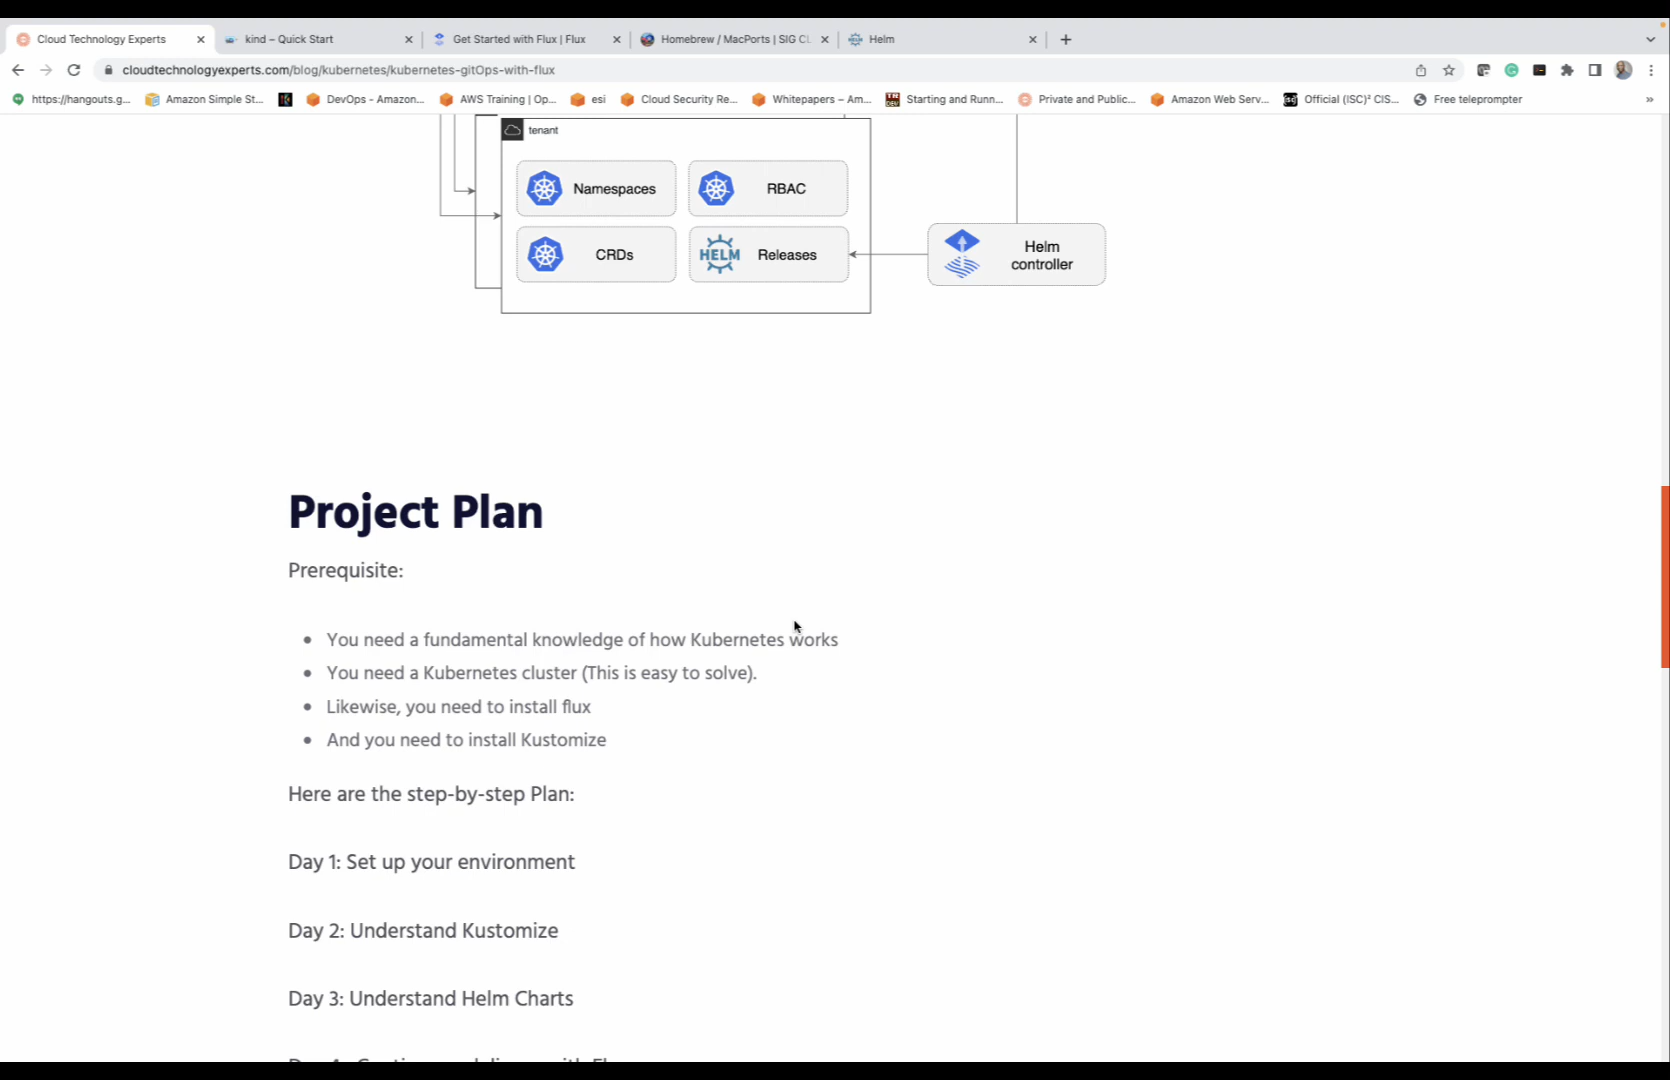 Cloud Technology Experts
kind – Quick Start
Get Started with Flux | Flux
Homebrew / MacPorts | SIG CL
Helm
cloudtechnologyexperts.com/blog/kubernetes/kubernetes-gitOps-with-flux
https://hangouts.g...
Amazon Simple St...
DevOps - Amazon...
AWS Training | Op...
esi
Cloud Security Re...
Whitepapers – Am...
Starting and Runn...
Private and Public...
Amazon Web Serv...
Official (ISC)² CIS...
Free teleprompter
»
tenant
Namespaces
RBAC
CRDs
HELM
Releases
Helm
controller
Project Plan
Prerequisite:
• You need a fundamental knowledge of how Kubernetes works
• You need a Kubernetes cluster (This is easy to solve).
• Likewise, you need to install flux
• And you need to install Kustomize
Here are the step-by-step Plan:
Day 1: Set up your environment
Day 2: Understand Kustomize
Day 3: Understand Helm Charts